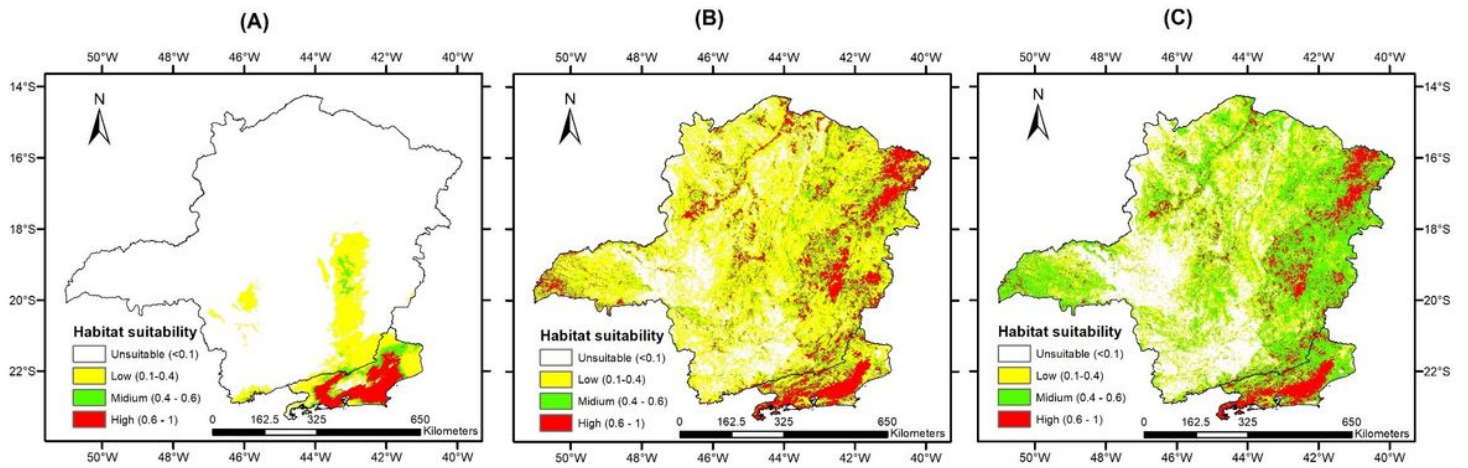 (A)
50°W 48°W 46°W 44°W 42°W 40°W
14°S
16°S
18°S
20°S
22°S
N
Habitat suitability
Unsuitable (<0.1)
Low (0.1-0.4)
Midium (0.4 - 0.6)
High (0.6 - 1)
0 162.5 325 650
Kilometers
50°W 48°W 46°W 44°W 42°W 40°W
(B)
50°W 48°W 46°W 44°W 42°W 40°W
N
Habitat suitability
Unsuitable (<0.1)
Low (0.1-0.4)
Midium (0.4 - 0.6)
High (0.6 - 1)
0 162.5 325 650
Kilometers
50°W 48°W 46°W 44°W 42°W 40°W
(C)
50°W 48°W 46°W 44°W 42°W 40°W
14°S
16°S
18°S
20°S
22°S
N
Habitat suitability
Unsuitable (<0.1)
Low (0.1-0.4)
Midium (0.4 - 0.6)
High (0.6 - 1)
0 162.5 325 650
Kilometers
50°W 48°W 46°W 44°W 42°W 40°W